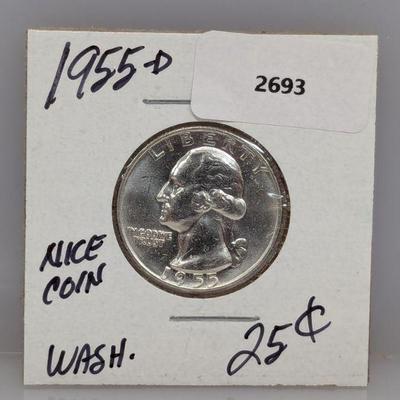 1955-D
2693
LIBERTY
IN GOD WE
TRUST
1955
NICE
COIN
WASH.
25¢